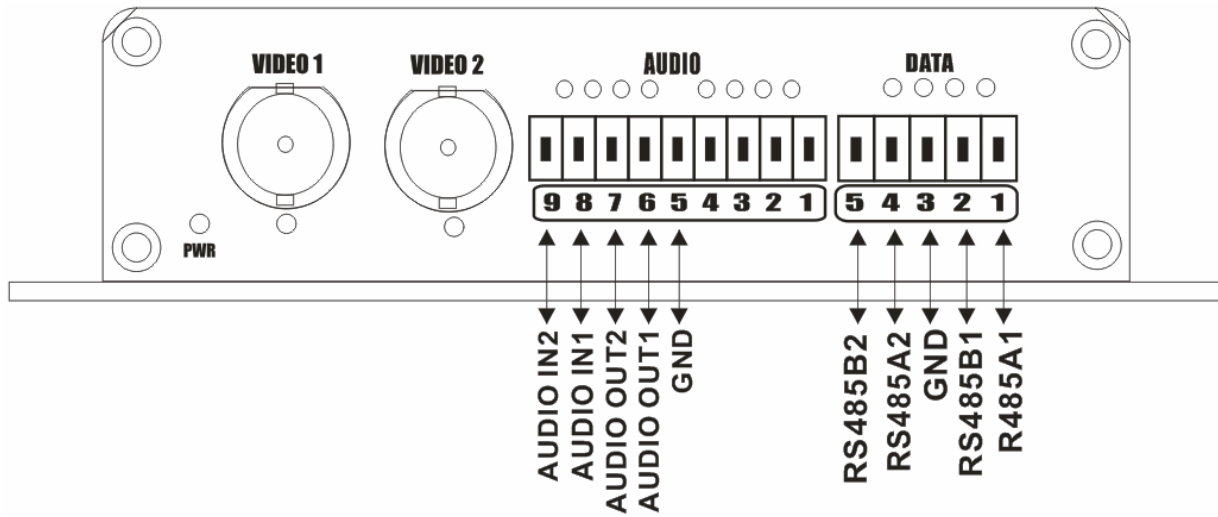 VIDEO 1
VIDEO 2
AUDIO
DATA
9 8 7 6 5 4 3 2 1
5 4 3 2 1
PWR
AUDIO IN2
AUDIO IN1
AUDIO OUT2
AUDIO OUT1
GND
RS485B2
RS485A2
GND
RS485B1
R485A1